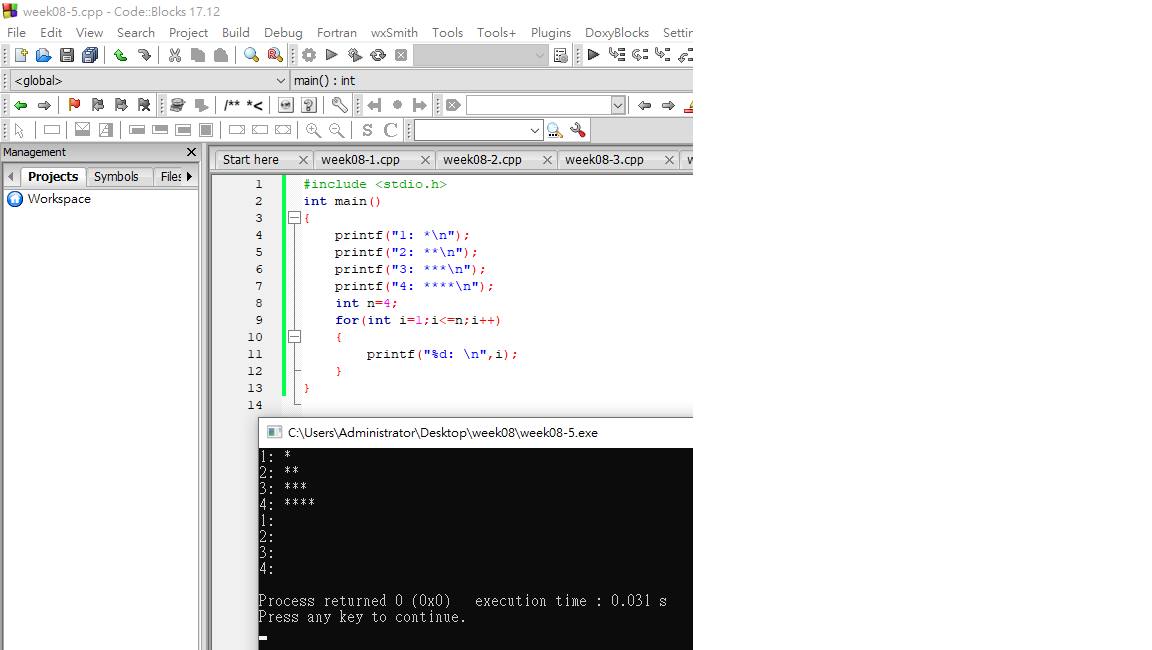 week08-5.cpp - Code::Blocks 17.12
File Edit View Search Project Build Debug Fortran wxSmith Tools Tools+ Plugins DoxyBlocks Settin
<global> main() : int
/** *<
S C
Management
Projects Symbols Files
Workspace
Start here week08-1.cpp week08-2.cpp week08-3.cpp w
1 #include <stdio.h>
2 int main()
3 {
4 printf("1: *\n");
5 printf("2: **\n");
6 printf("3: ***\n");
7 printf("4: ****\n");
8 int n=4;
9 for(int i=1;i<=n;i++)
10 {
11 printf("%d: \n",i);
12 }
13 }
14
C:\Users\Administrator\Desktop\week08\week08-5.exe
1: *
2: **
3: ***
4: ****
1:
2:
3:
4:
Process returned 0 (0x0) execution time : 0.031 s
Press any key to continue.